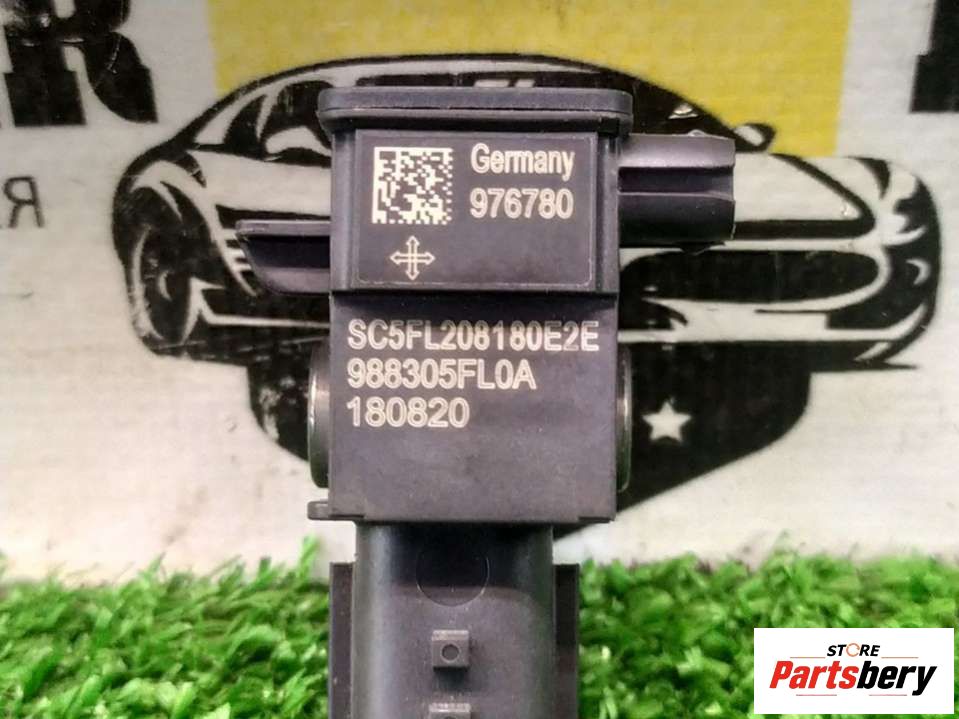 R
Germany
976780
SC5FL208180E2E
988305FL0A
180820
STORE
Partsbery